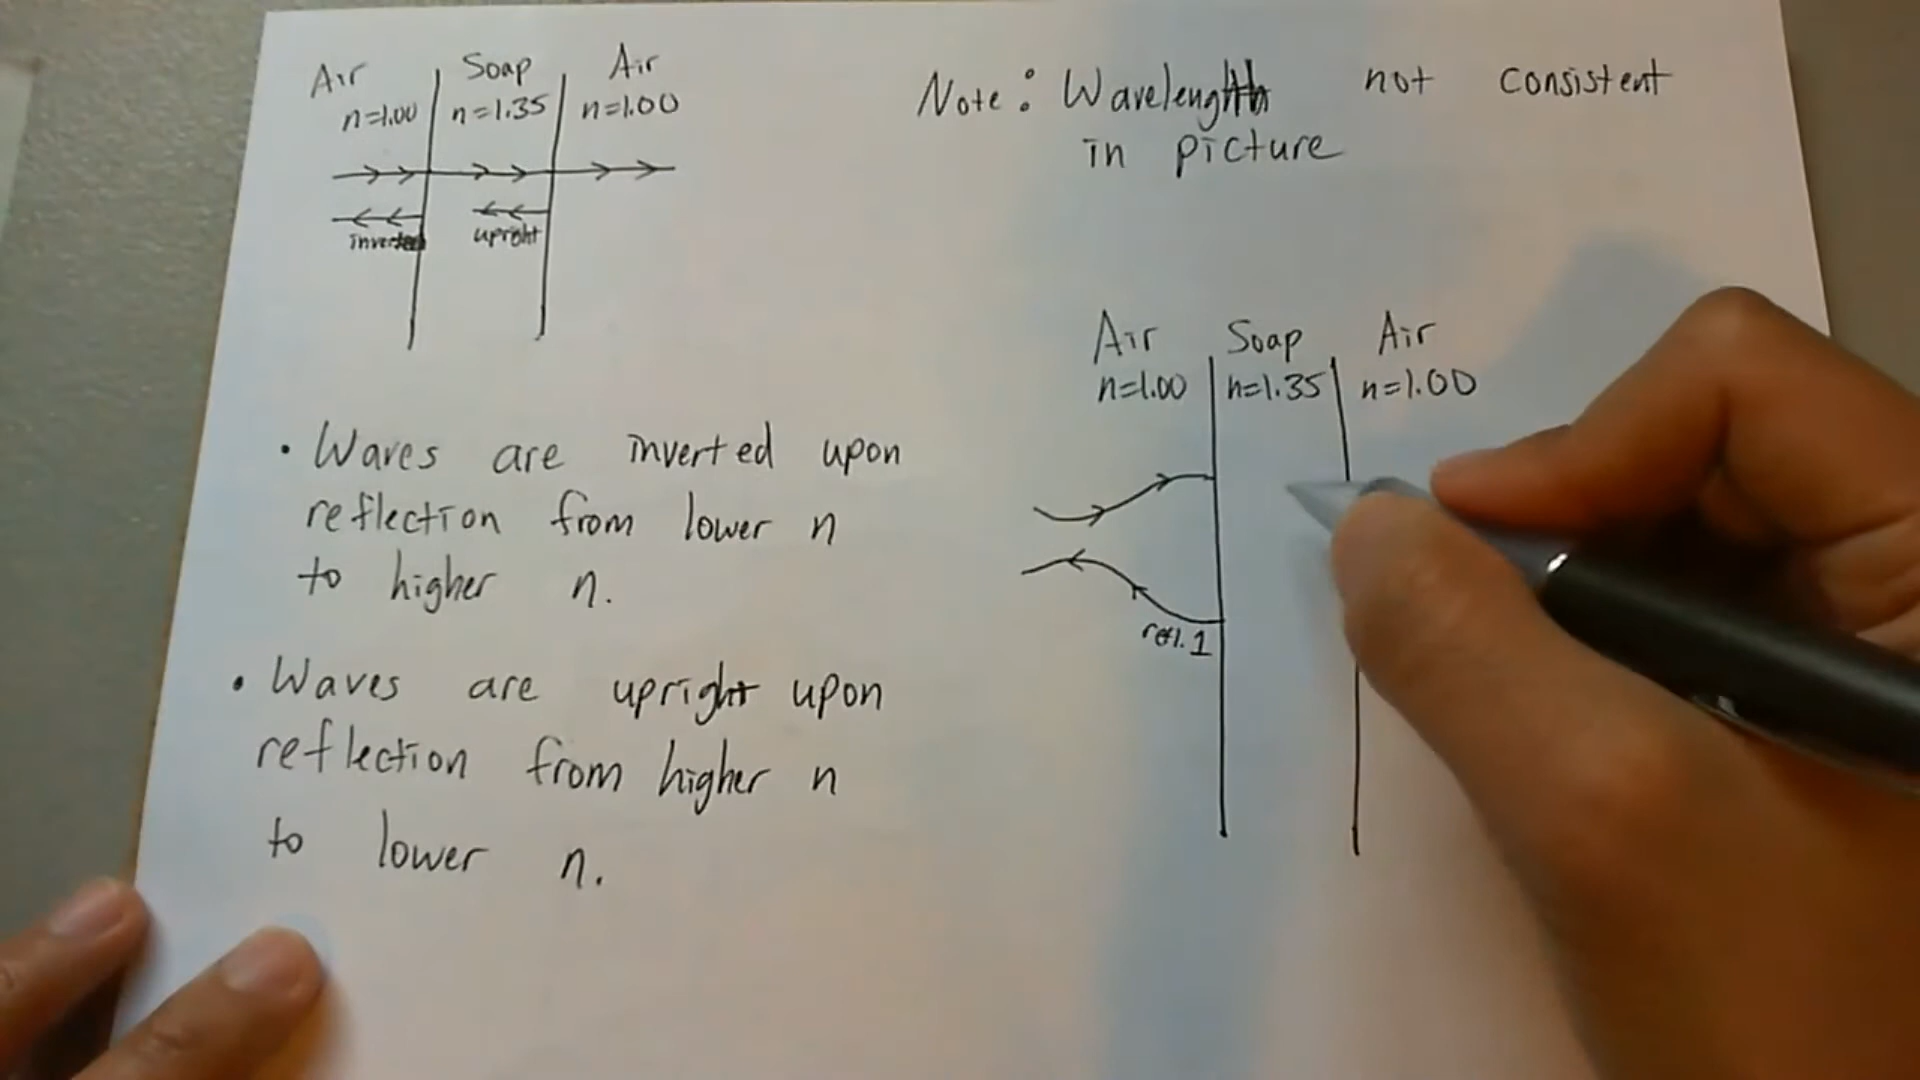 Air Soap Air
n=1.00 n=1.35 n=1.00
inverted upright
• Waves are inverted upon
reflection from lower n
to higher n.
• Waves are upright upon
reflection from higher n
to lower n.
Note: Wavelength not consistent
in picture
Air Soap Air
n=1.00 n=1.35 n=1.00
refl. 1